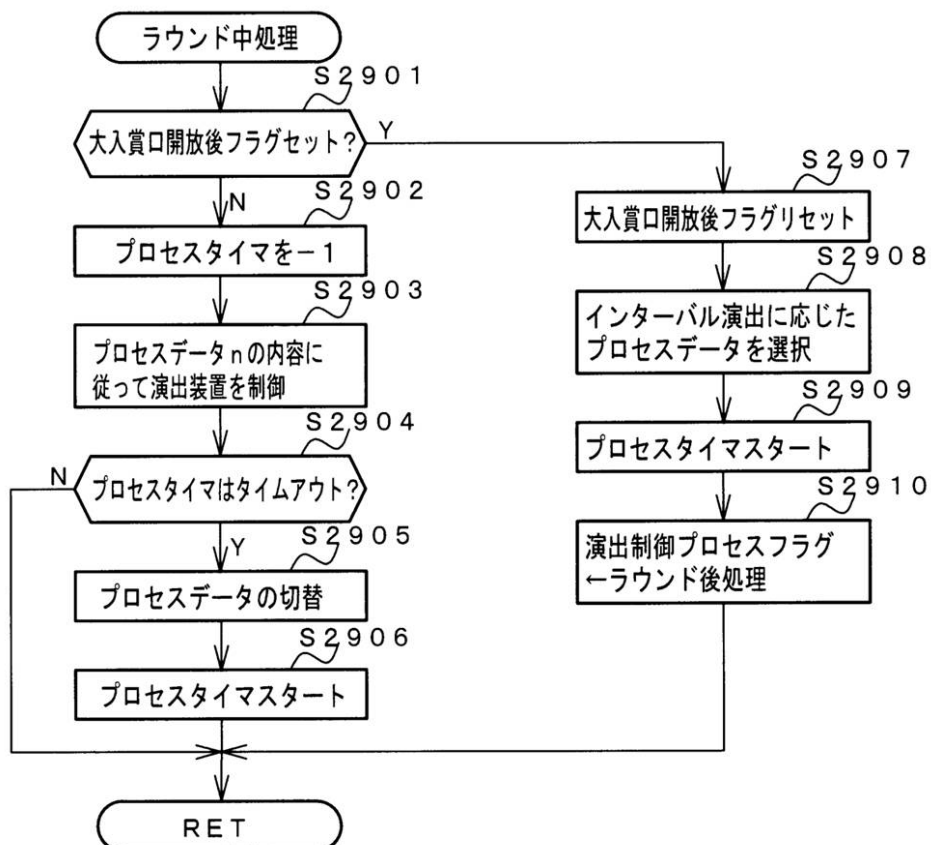 ラウンド中処理
S2901
大入賞口開放後フラグセット?
Y
N
S2902
プロセスタイマを-1
S2903
プロセスデータnの内容に
従って演出装置を制御
S2904
プロセスタイマはタイムアウト?
N
Y
S2905
プロセスデータの切替
S2906
プロセスタイマスタート
S2907
大入賞口開放後フラグリセット
S2908
インターバル演出に応じた
プロセスデータを選択
S2909
プロセスタイマスタート
S2910
演出制御プロセスフラグ
←ラウンド後処理
RET